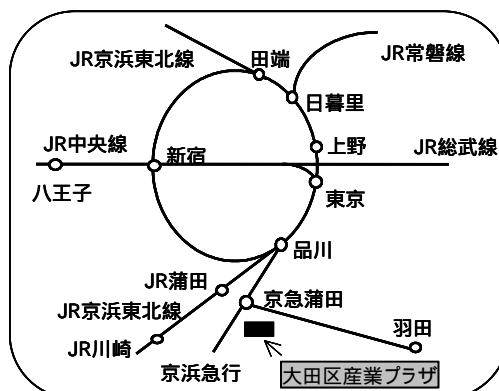 JR京浜東北線
田端
JR常磐線
日暮里
JR中央線
新宿
上野
JR総武線
八王子
東京
品川
JR蒲田
京急蒲田
JR京浜東北線
羽田
JR川崎
京浜急行
大田区産業プラザ